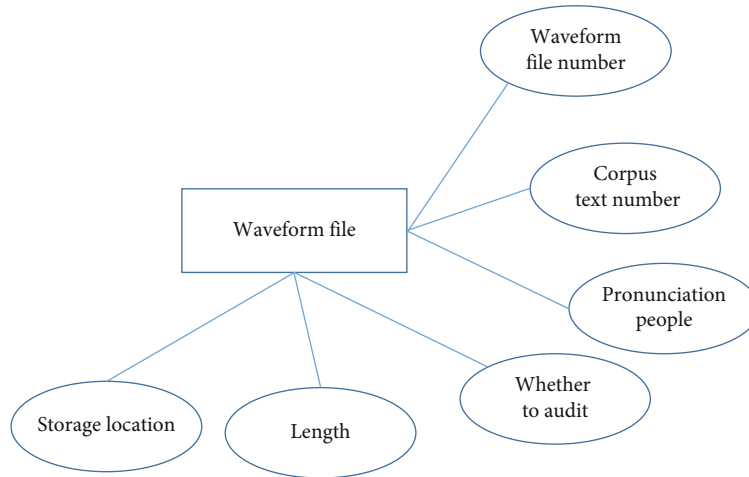 Waveform
file number
Corpus
text number
Waveform file
Pronunciation
people
Whether
to audit
Storage location
Length